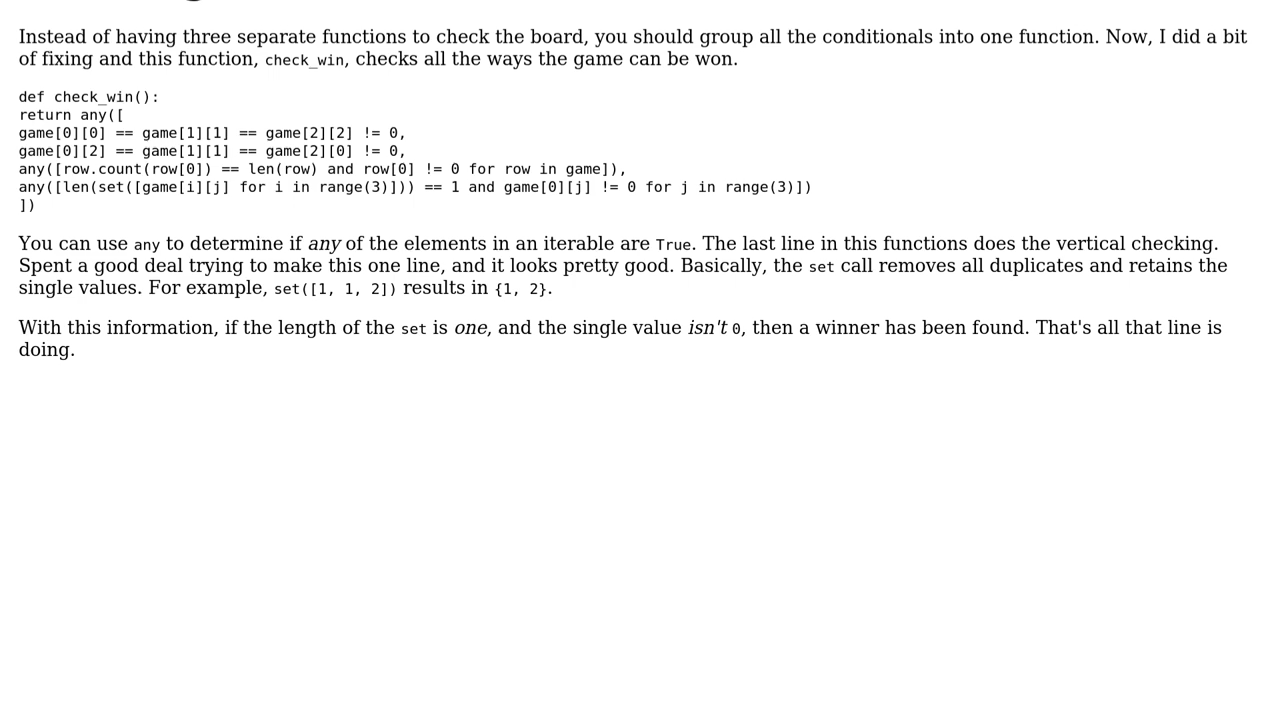 Instead of having three separate functions to check the board, you should group all the conditionals into one function. Now, I did a bit
of fixing and this function, check_win, checks all the ways the game can be won.
def check_win():
return any([
game[0][0] == game[1][1] == game[2][2] != 0,
game[0][2] == game[1][1] == game[2][0] != 0,
any([row.count(row[0]) == len(row) and row[0] != 0 for row in game]),
any([len(set([game[i][j] for i in range(3)])) == 1 and game[0][j] != 0 for j in range(3)])
])
You can use any to determine if any of the elements in an iterable are True. The last line in this functions does the vertical checking.
Spent a good deal trying to make this one line, and it looks pretty good. Basically, the set call removes all duplicates and retains the
single values. For example, set([1, 1, 2]) results in {1, 2}.
With this information, if the length of the set is one, and the single value isn't 0, then a winner has been found. That's all that line is
doing.